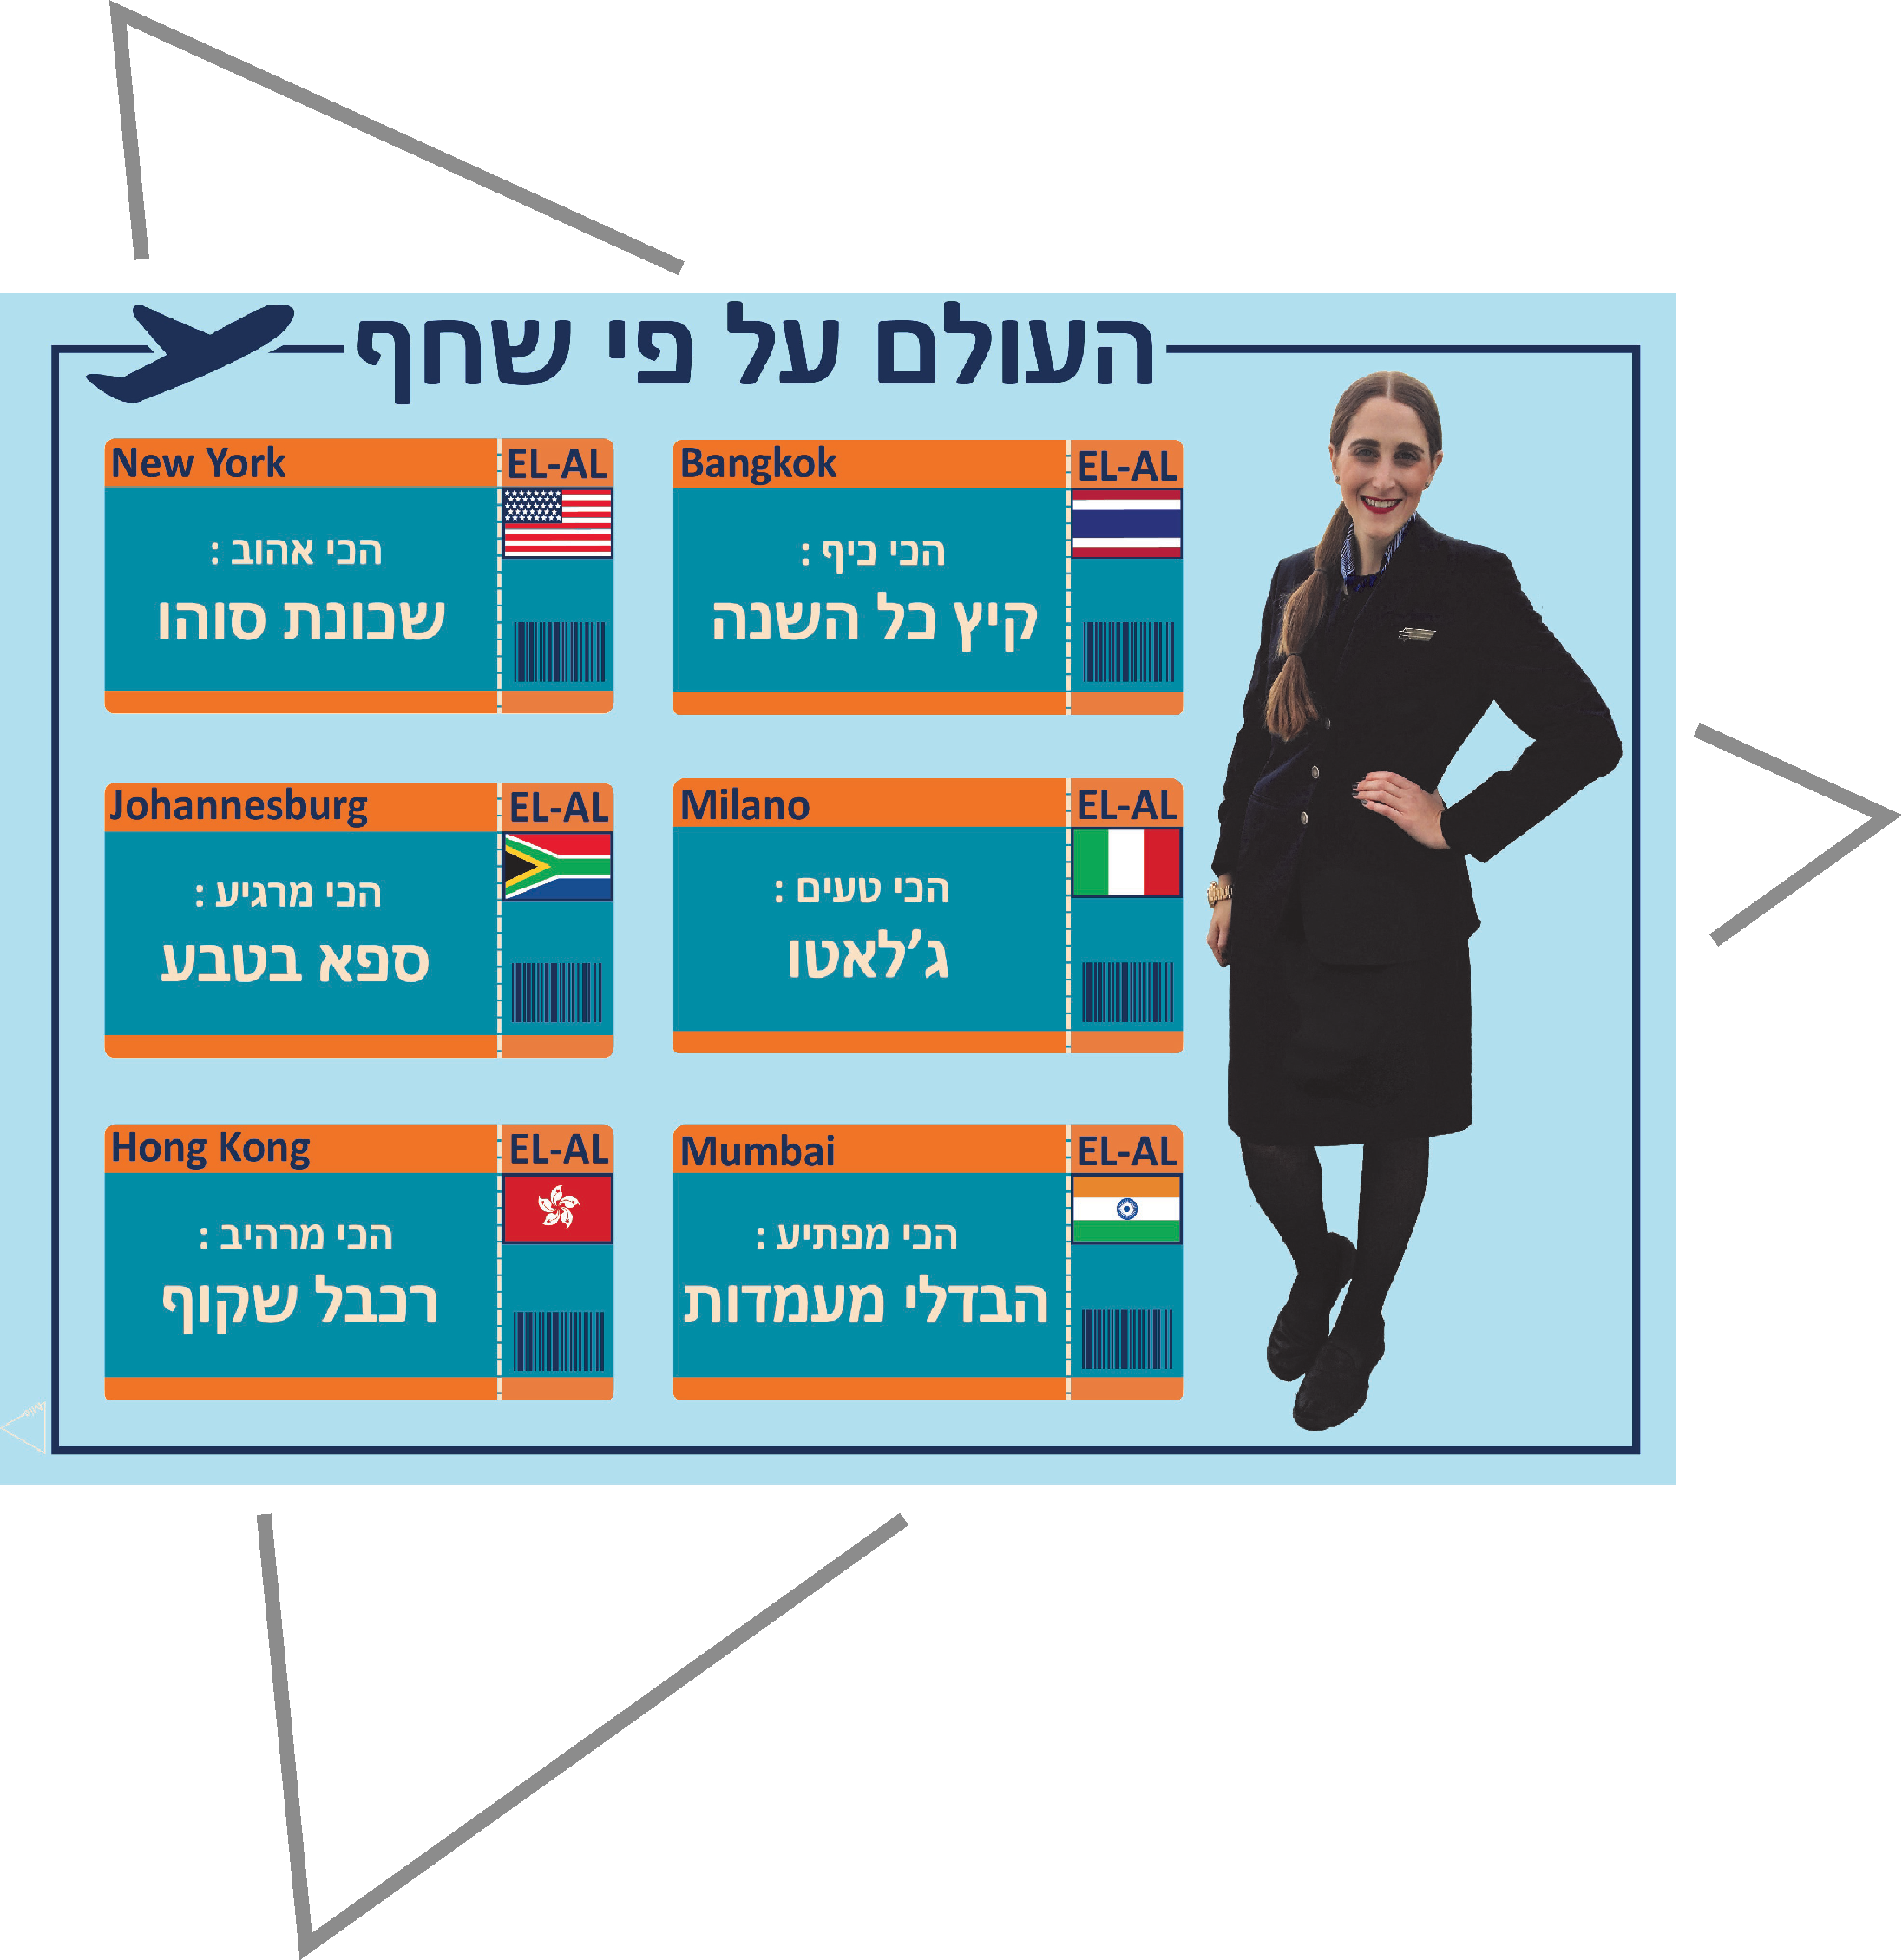 העולם על פי שחף
New York
EL-AL
הכי אהוב :
שכונת סוהו
Bangkok
EL-AL
הכי כיף :
קיץ כל השנה
Johannesburg
EL-AL
הכי מרגיע :
ספא בטבע
Milano
EL-AL
הכי טעים :
ג'לאטו
Hong Kong
EL-AL
הכי מרהיב :
רכבל שקוף
Mumbai
EL-AL
הכי מפתיע :
הבדלי מעמדות